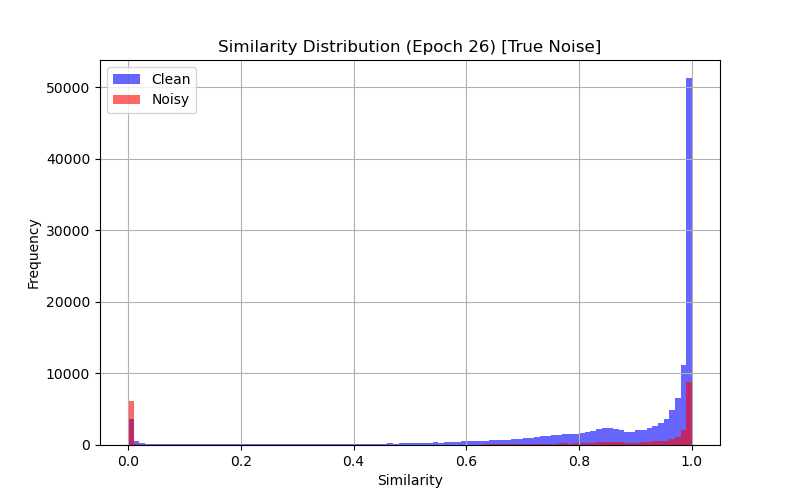 Similarity Distribution (Epoch 26) [True Noise]
Clean
Noisy
50000
40000
30000
20000
10000
0
Frequency
0.0 0.2 0.4 0.6 0.8 1.0
Similarity